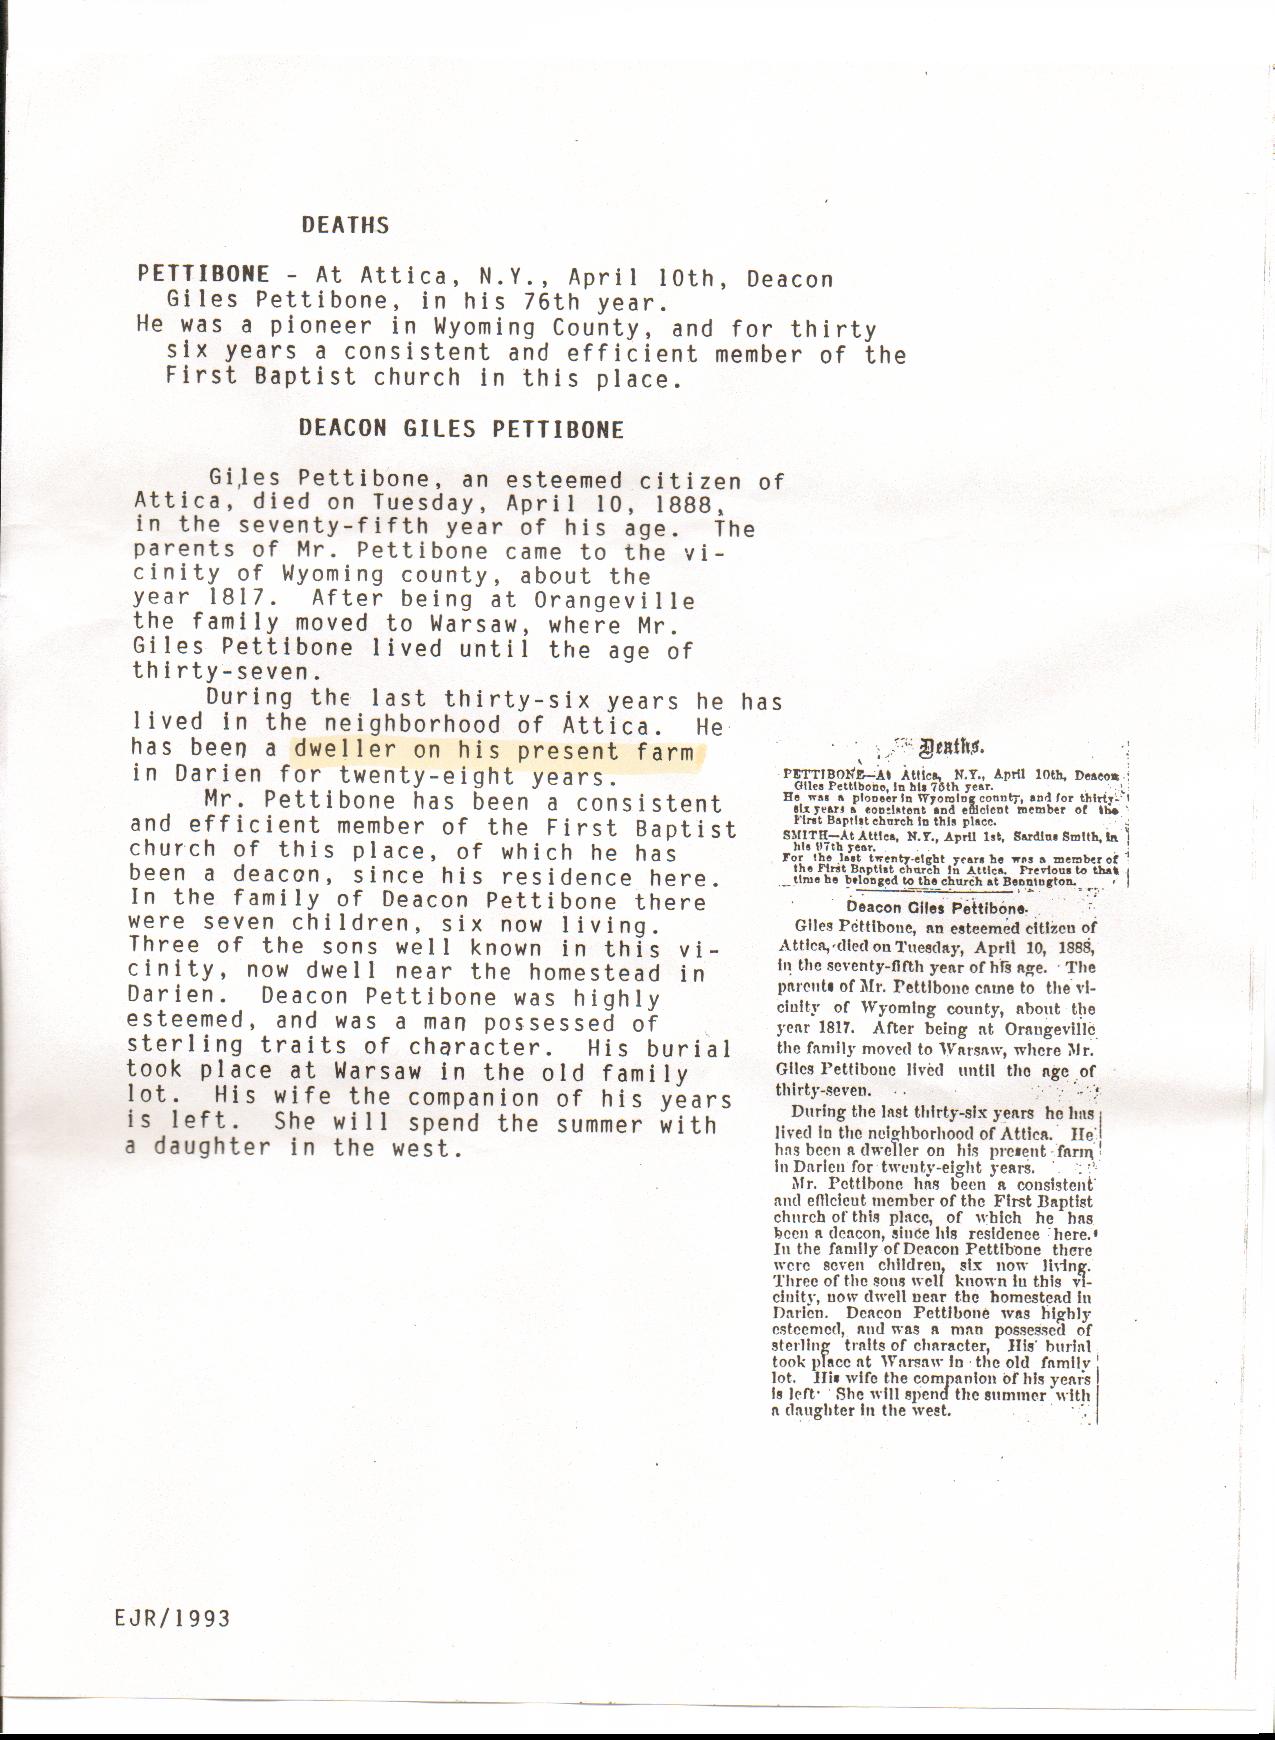 DEATHS
PETTIBONE - At Attica, N.Y., April 10th, Deacon
Giles Pettibone, in his 76th year.
He was a pioneer in Wyoming County, and for thirty
six years a consistent and efficient member of the
First Baptist church in this place.
DEACON GILES PETTIBONE
Giles Pettibone, an esteemed citizen of
Attica, died on Tuesday, April 10, 1888,
in the seventy-fifth year of his age. The
parents of Mr. Pettibone came to the vi-
cinity of Wyoming county, about the
year 1817. After being at Orangeville
the family moved to Warsaw, where Mr.
Giles Pettibone lived until the age of
thirty-seven.
During the last thirty-six years he has
lived in the neighborhood of Attica. He
has been a dweller on his present farm
in Darien for twenty-eight years.
Mr. Pettibone has been a consistent
and efficient member of the First Baptist
church of this place, of which he has
been a deacon, since his residence here.
In the family of Deacon Pettibone there
were seven children, six now living.
Three of the sons well known in this vi-
cinity, now dwell near the homestead in
Darien. Deacon Pettibone was highly
esteemed, and was a man possessed of
sterling traits of character. His burial
took place at Warsaw in the old family
lot. His wife the companion of his years
is left. She will spend the summer with
a daughter in the west.
Deaths.
PETTIBONE—At Attica, N.Y., April 10th, Deacon
Giles Pettibone, in his 76th year.
He was a pioneer in Wyoming county, and for thirty-
six years a consistent and efficient member of the
First Baptist church in this place.
SMITH—At Attica, N.Y., April 1st, Sardius Smith, in
his year.
For the last twenty-eight years he was a member of
the First Baptist church in Attica. Previous to that
time he belonged to the church at Bennington.
Deacon Giles Pettibone.
Giles Pettibone, an esteemed citizen of
Attica, died on Tuesday, April 10, 1888,
in the seventy-fifth year of his age. The
parents of Mr. Pettibone came to the vi-
cinity of Wyoming county, about the
year 1817. After being at Orangeville
the family moved to Warsaw, where Mr.
Giles Pettibone lived until the age of
thirty-seven.
During the last thirty-six years he has
lived in the neighborhood of Attica. He
has been a dweller on his present farm
in Darien for twenty-eight years.
Mr. Pettibone has been a consistent
and efficient member of the First Baptist
church of this place, of which he has
been a deacon, since his residence here.
In the family of Deacon Pettibone there
were seven children, six now living.
Three of the sons well known in this vi-
cinity, now dwell near the homestead in
Darien. Deacon Pettibone was highly
esteemed, and was a man possessed of
sterling traits of character, His burial
took place at Warsaw in the old family
lot. His wife the companion of his years
is left. She will spend the summer with
a daughter in the west.
EJR/1993